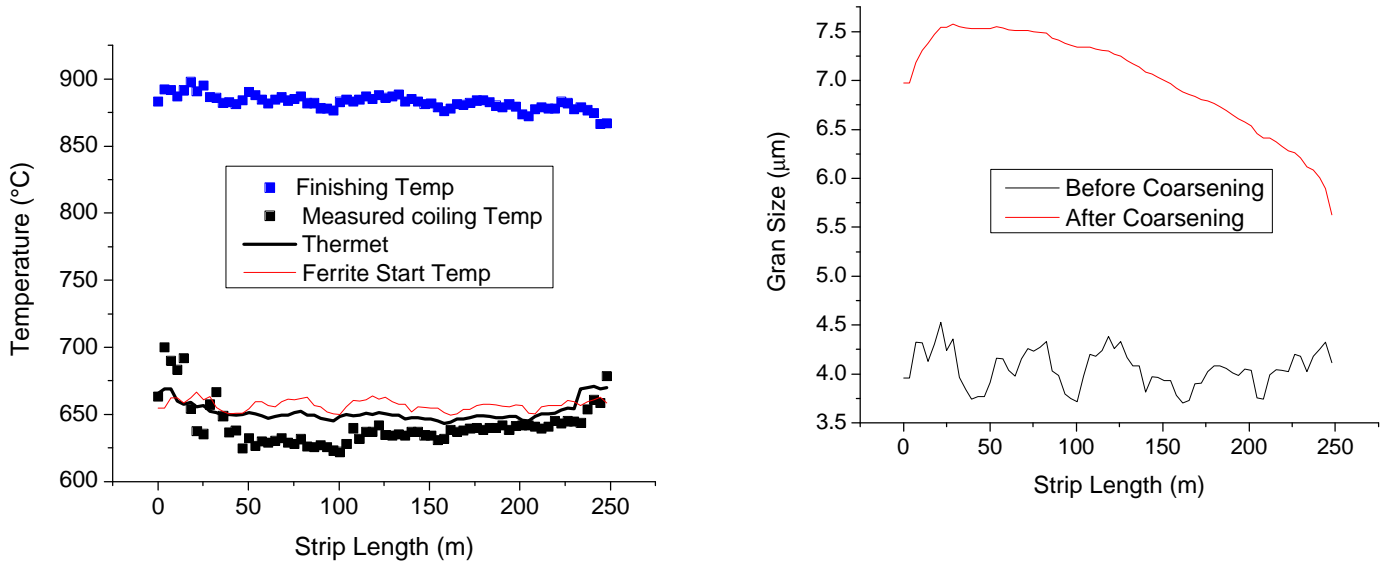 900
850
800
750
700
650
600
Temperature (°C)
Finishing Temp
Measured coiling Temp
Thermet
Ferrite Start Temp
0
50
100
150
200
250
Strip Length (m)
7.5
7.0
6.5
6.0
5.5
5.0
4.5
4.0
3.5
Gran Size (μm)
Before Coarsening
After Coarsening
0
50
100
150
200
250
Strip Length (m)